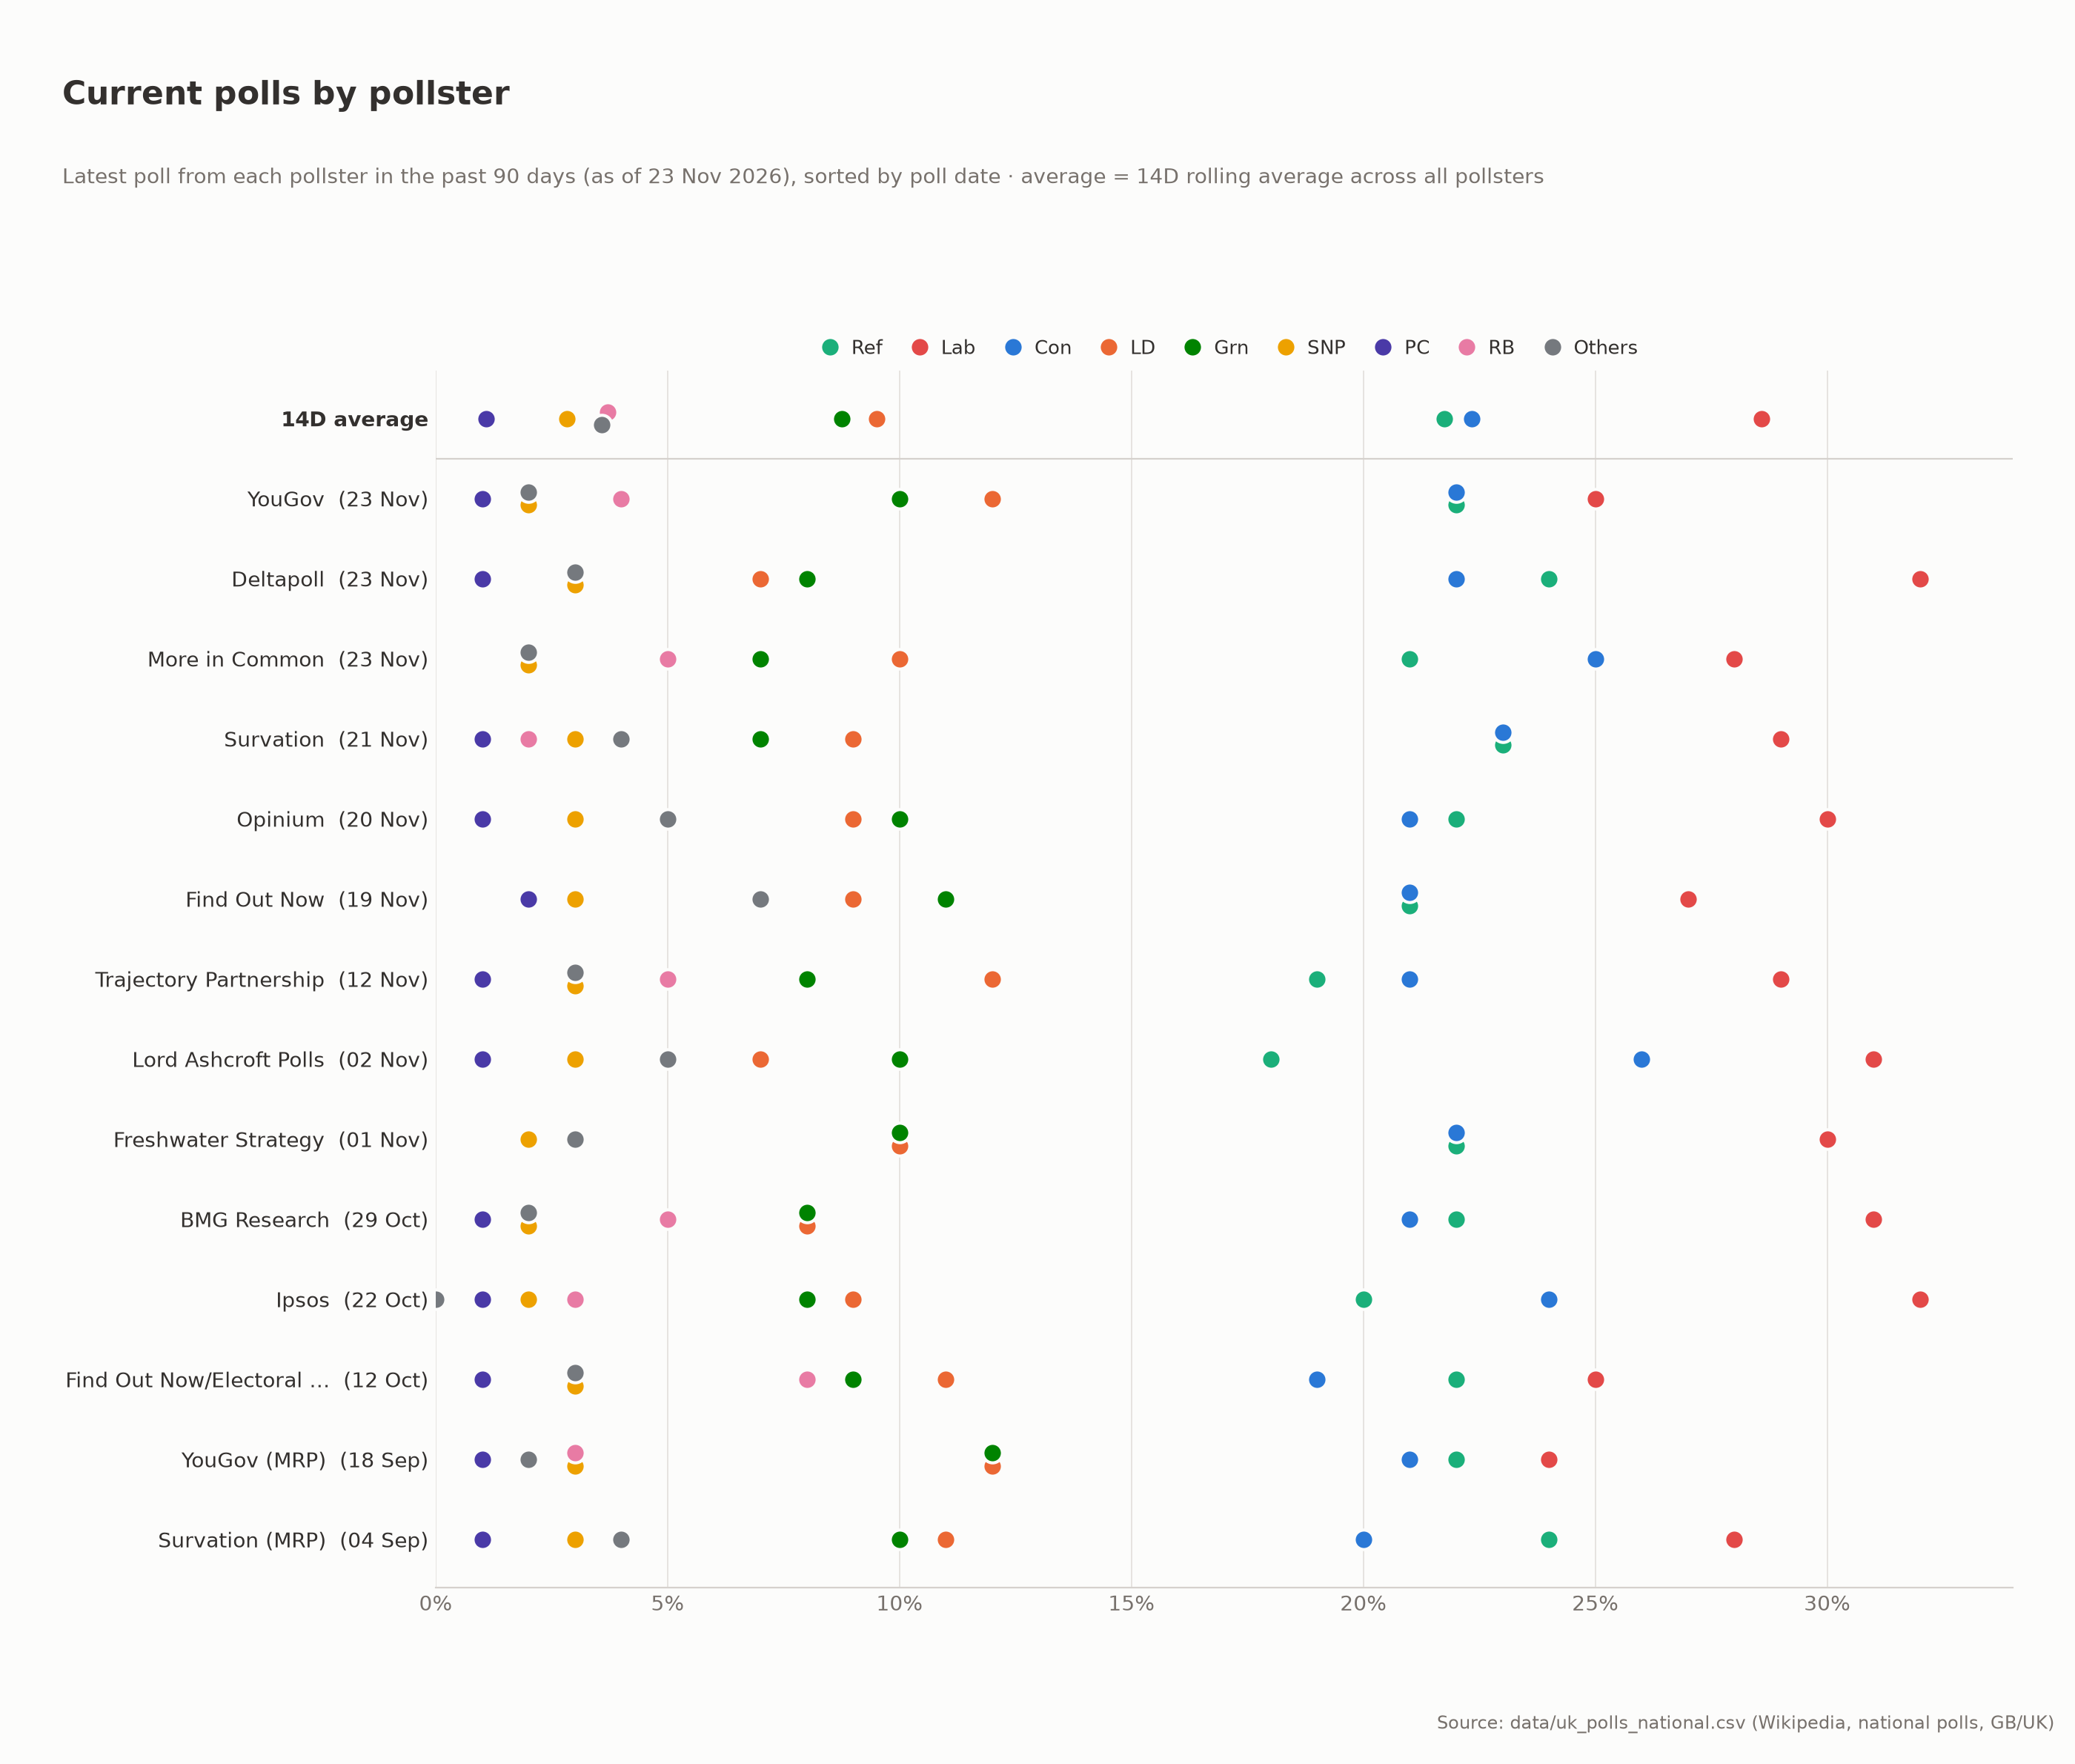 Current polls by pollster
Latest poll from each pollster in the past 90 days (as of 23 Nov 2026), sorted by poll date · average = 14D rolling average across all pollsters
Ref Lab Con LD Grn SNP PC RB Others
14D average
YouGov (23 Nov)
Deltapoll (23 Nov)
More in Common (23 Nov)
Survation (21 Nov)
Opinium (20 Nov)
Find Out Now (19 Nov)
Trajectory Partnership (12 Nov)
Lord Ashcroft Polls (02 Nov)
Freshwater Strategy (01 Nov)
BMG Research (29 Oct)
Ipsos (22 Oct)
Find Out Now/Electoral … (12 Oct)
YouGov (MRP) (18 Sep)
Survation (MRP) (04 Sep)
0% 5% 10% 15% 20% 25% 30%
Source: data/uk_polls_national.csv (Wikipedia, national polls, GB/UK)